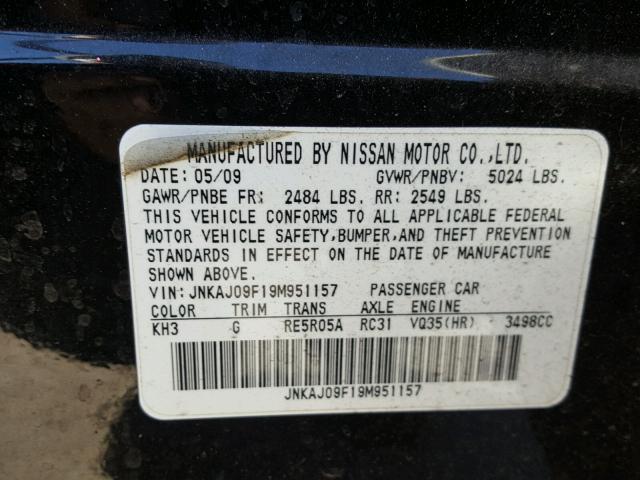 MANUFACTURED BY NISSAN MOTOR CO.,LTD.
DATE: 05/09 GVWR/PNBV: 5024 LBS.
GAWR/PNBE FR: 2484 LBS. RR: 2549 LBS.
THIS VEHICLE CONFORMS TO ALL APPLICABLE FEDERAL
MOTOR VEHICLE SAFETY,BUMPER,AND THEFT PREVENTION
STANDARDS IN EFFECT ON THE DATE OF MANUFACTURE
SHOWN ABOVE.
VIN: JNKAJ09F19M951157 PASSENGER CAR
COLOR TRIM TRANS AXLE ENGINE
KH3 G RE5R05A RC31 VQ35(HR) 3498CC
JNKAJ09F19M951157